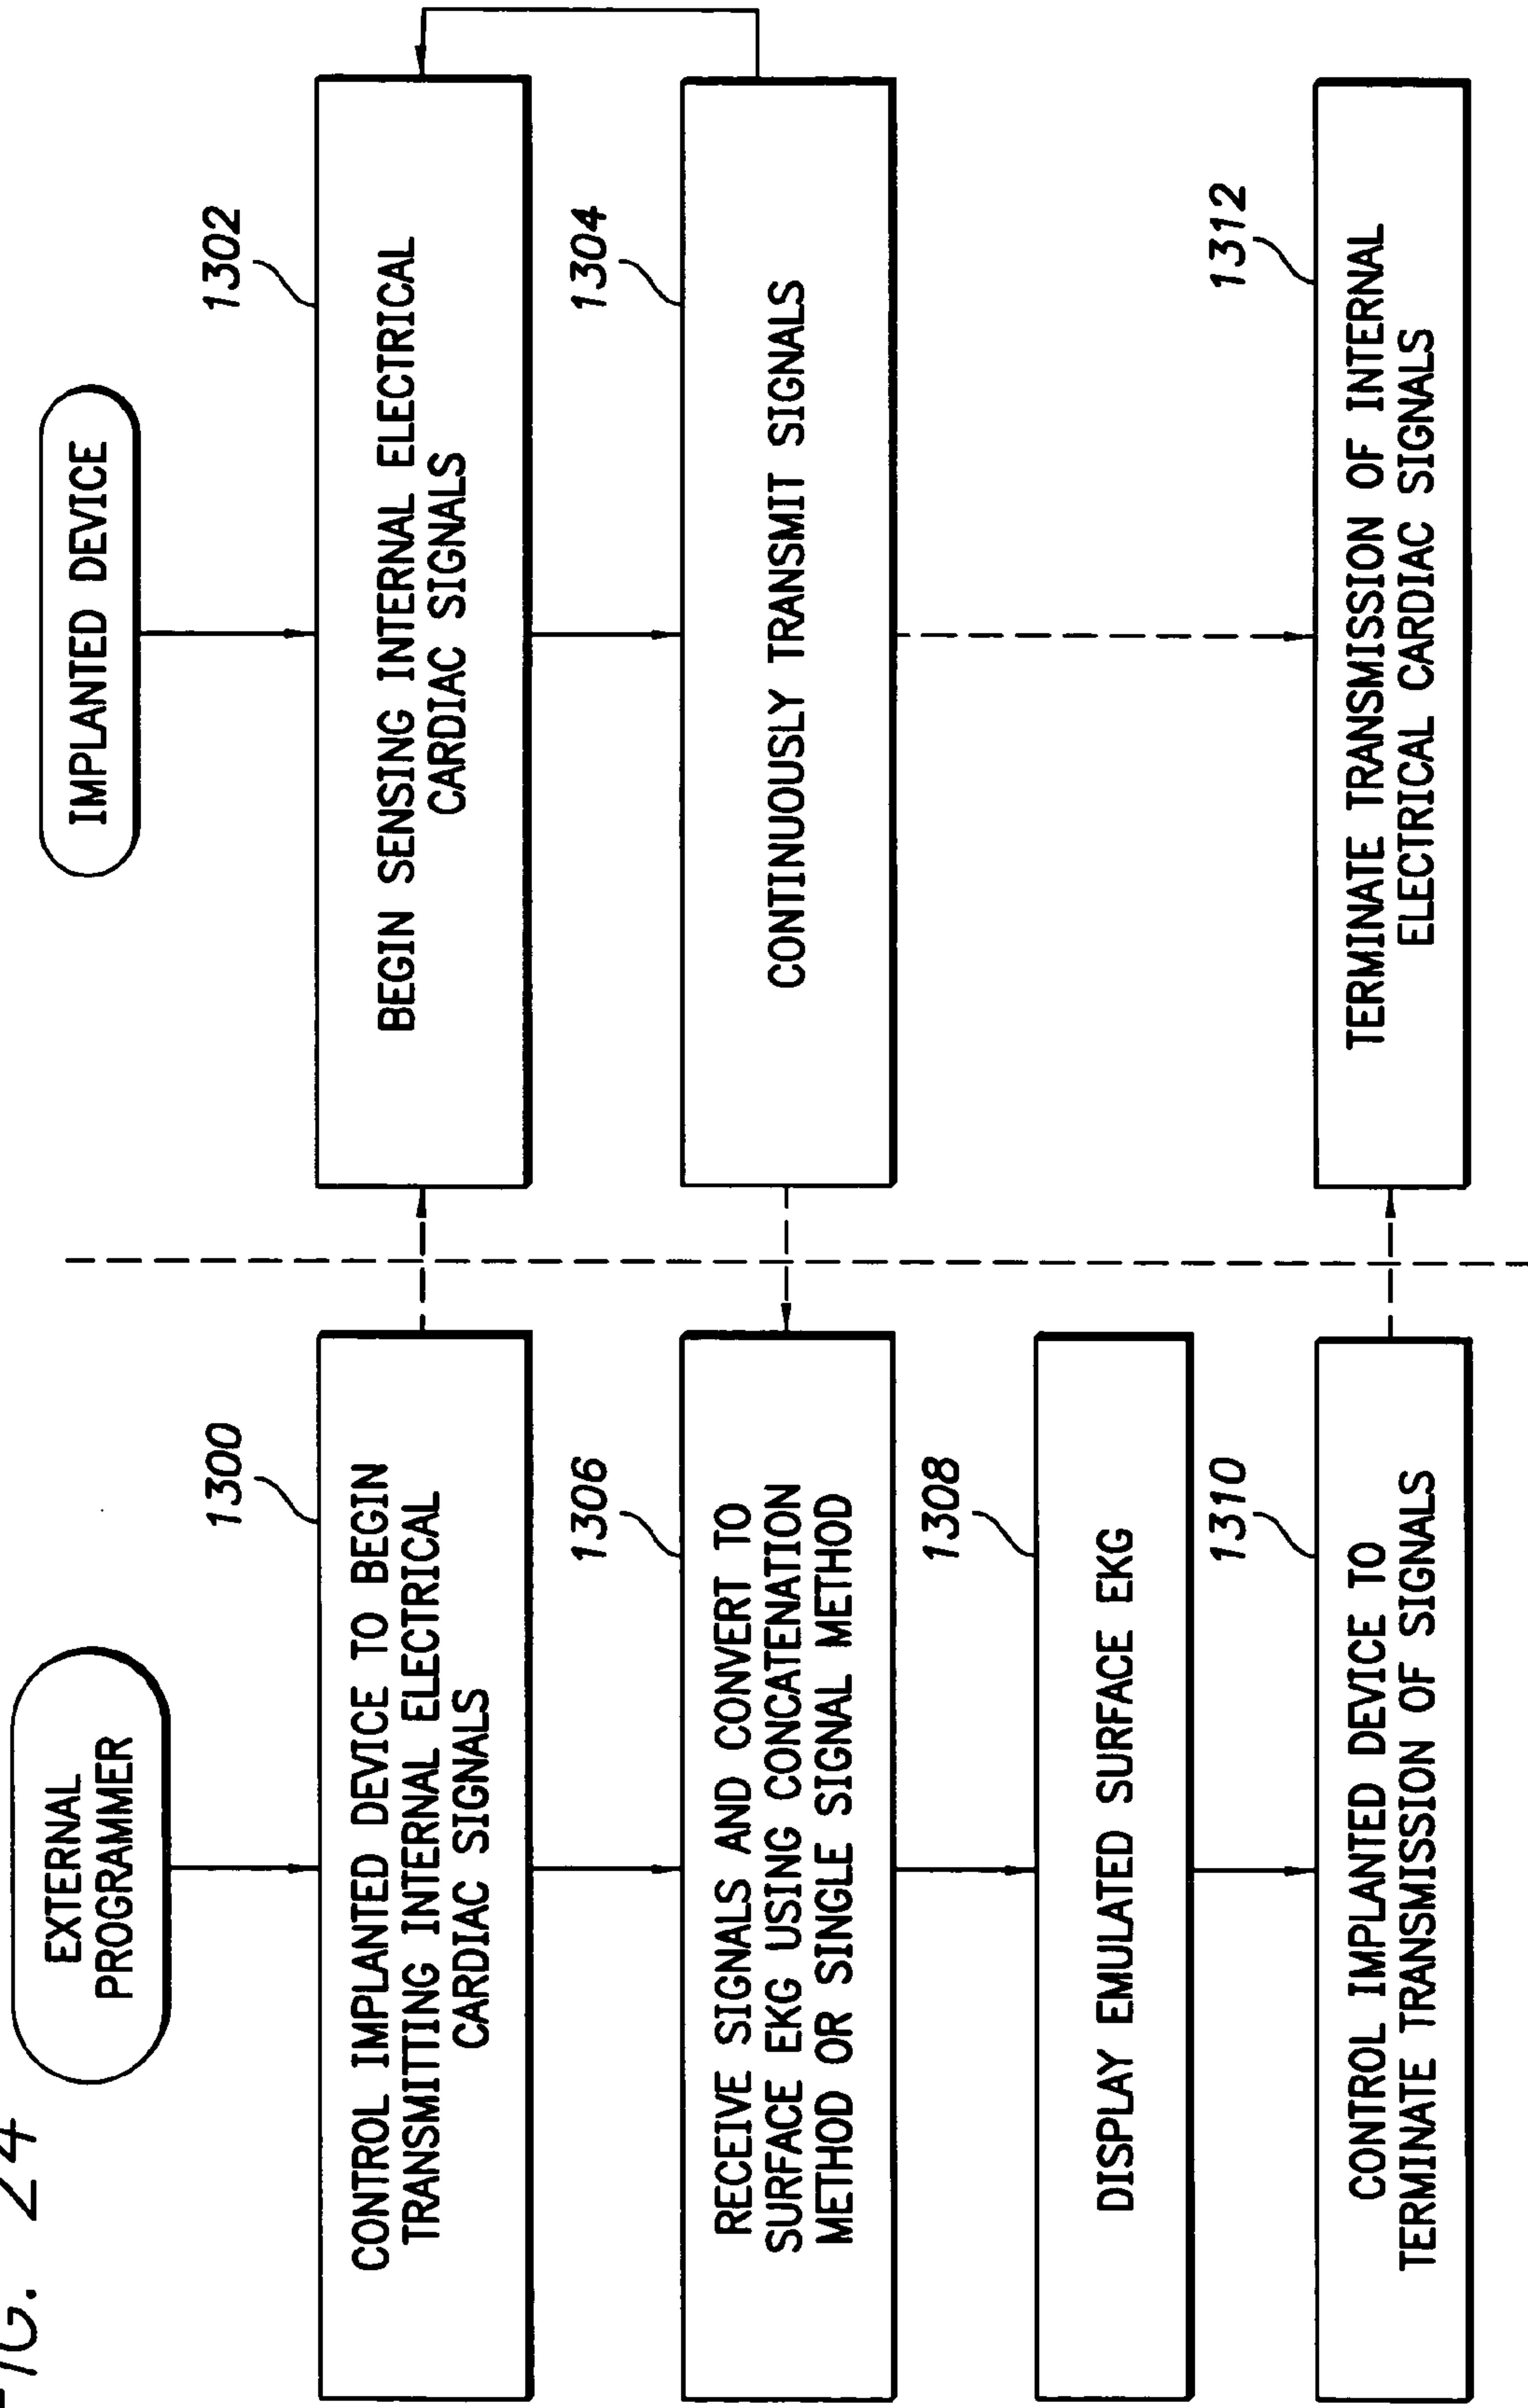 FIG. 24
EXTERNAL
PROGRAMMER
1300
CONTROL IMPLANTED DEVICE TO BEGIN
TRANSMITTING INTERNAL ELECTRICAL
CARDIAC SIGNALS
1306
RECEIVE SIGNALS AND CONVERT TO
SURFACE EKG USING CONCATENATION
METHOD OR SINGLE SIGNAL METHOD
1308
DISPLAY EMULATED SURFACE EKG
1310
CONTROL IMPLANTED DEVICE TO
TERMINATE TRANSMISSION OF SIGNALS
IMPLANTED DEVICE
1302
BEGIN SENSING INTERNAL ELECTRICAL
CARDIAC SIGNALS
1304
CONTINUOUSLY TRANSMIT SIGNALS
1312
TERMINATE TRANSMISSION OF INTERNAL
ELECTRICAL CARDIAC SIGNALS